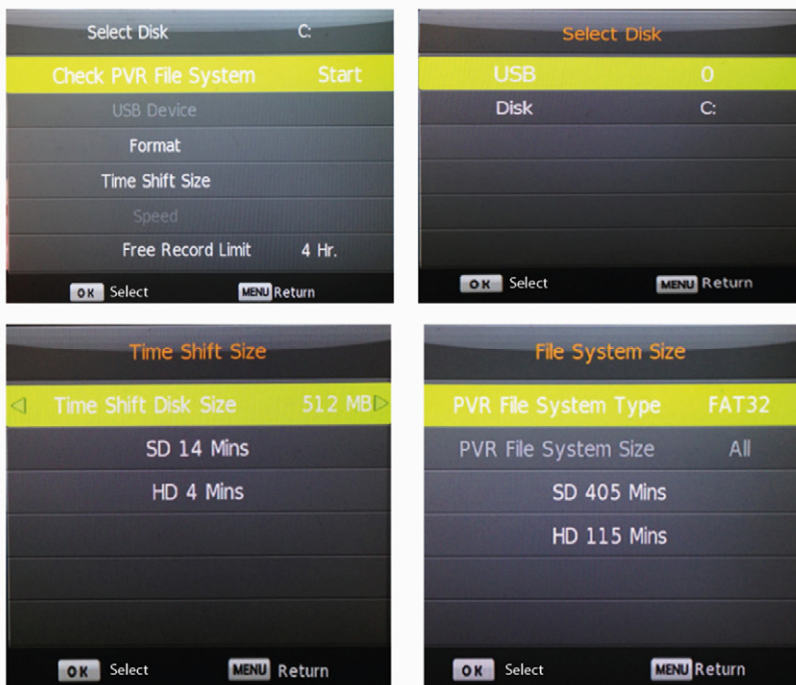 Select Disk C:
Check PVR File System Start
USB Device
Format
Time Shift Size
Speed
Free Record Limit 4 Hr.
OK Select MENU Return
Select Disk
USB 0
Disk C:
OK Select MENU Return
Time Shift Size
Time Shift Disk Size 512 MB
SD 14 Mins
HD 4 Mins
OK Select MENU Return
File System Size
PVR File System Type FAT32
PVR File System Size All
SD 405 Mins
HD 115 Mins
OK Select MENU Return